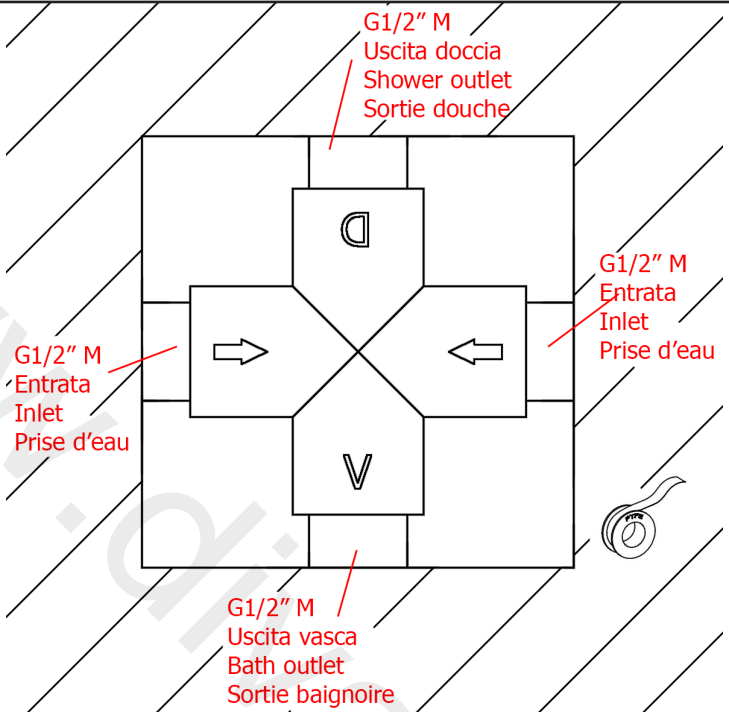 G1/2” M
Uscita doccia
Shower outlet
Sortie douche
D
G1/2” M
Entrata
Inlet
Prise d’eau
G1/2” M
Entrata
Inlet
Prise d’eau
V
PTFE
G1/2” M
Uscita vasca
Bath outlet
Sortie baignoire